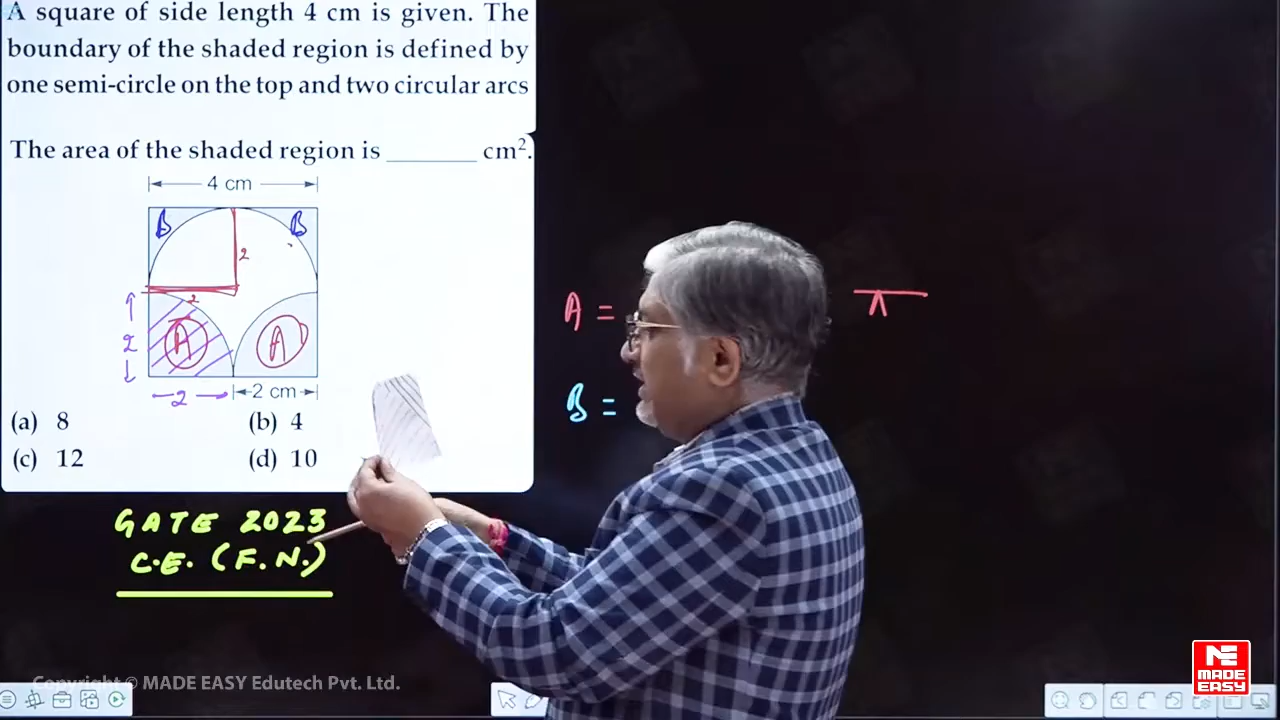 A square of side length 4 cm is given. The
boundary of the shaded region is defined by
one semi-circle on the top and two circular arcs
The area of the shaded region is ________ cm².
4 cm
B B
2
2
2
A A
2 2 cm
(a) 8 (b) 4
(c) 12 (d) 10
A =
B =
GATE 2023
C.E. (F.N.)
Copyright © MADE EASY Edutech Pvt. Ltd.
ME
MADE
EASY